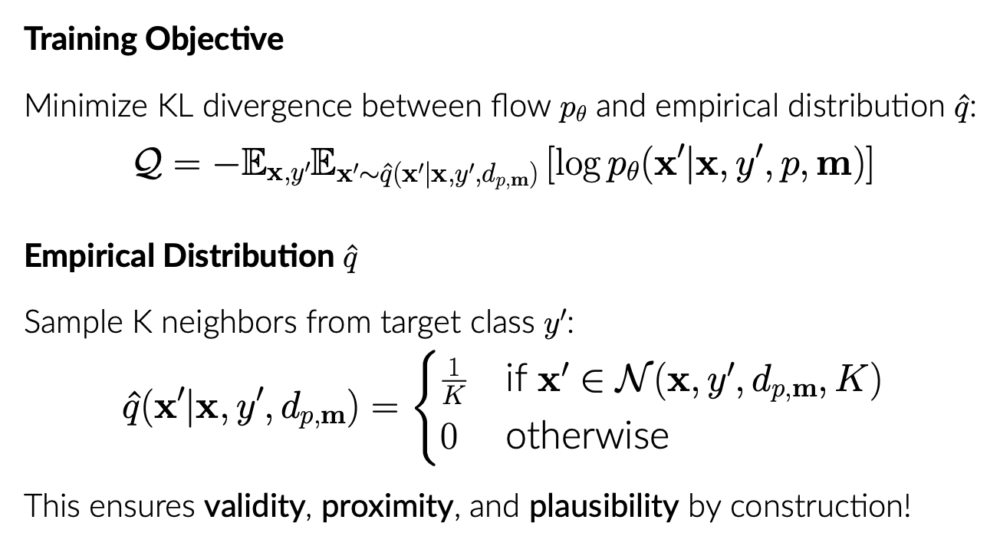 Training Objective
Minimize KL divergence between flow $p_\theta$ and empirical distribution $\hat{q}$:
$\mathcal{Q} = -\mathbb{E}_{\mathbf{x},y'}\mathbb{E}_{\mathbf{x}'\sim\hat{q}(\mathbf{x}'|\mathbf{x},y',d_{p,\mathbf{m}})}\left[\log p_\theta(\mathbf{x}'|\mathbf{x}, y', p, \mathbf{m})\right]$
Empirical Distribution $\hat{q}$
Sample K neighbors from target class $y'$:
$\hat{q}(\mathbf{x}'|\mathbf{x}, y', d_{p,\mathbf{m}}) = \begin{cases} \frac{1}{K} & \text{if } \mathbf{x}' \in \mathcal{N}(\mathbf{x}, y', d_{p,\mathbf{m}}, K) \\ 0 & \text{otherwise} \end{cases}$
This ensures validity, proximity, and plausibility by construction!